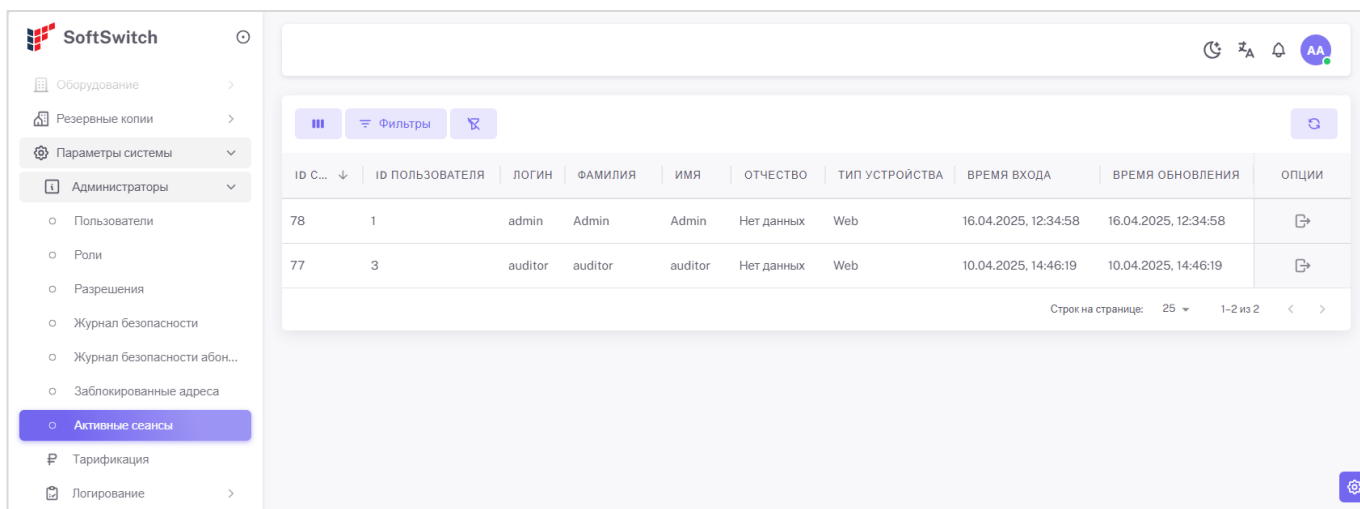 SoftSwitch
AA
Оборудование
Резервные копии
Параметры системы
Администраторы
Пользователи
Роли
Разрешения
Журнал безопасности
Журнал безопасности абон...
Заблокированные адреса
Активные сеансы
Тарификация
Логирование
Фильтры
ID С... ID ПОЛЬЗОВАТЕЛЯ ЛОГИН ФАМИЛИЯ ИМЯ ОТЧЕСТВО ТИП УСТРОЙСТВА ВРЕМЯ ВХОДА ВРЕМЯ ОБНОВЛЕНИЯ ОПЦИИ
78 1 admin Admin Admin Нет данных Web 16.04.2025, 12:34:58 16.04.2025, 12:34:58
77 3 auditor auditor auditor Нет данных Web 10.04.2025, 14:46:19 10.04.2025, 14:46:19
Строк на странице: 25 1–2 из 2